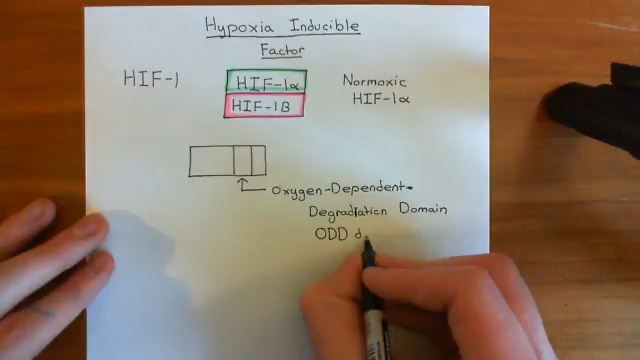 Hypoxia Inducible
Factor
HIF-1
HIF-1α
HIF-1B
Normoxic
HIF-1α
Oxygen-Dependent-
Degradation Domain
ODD d